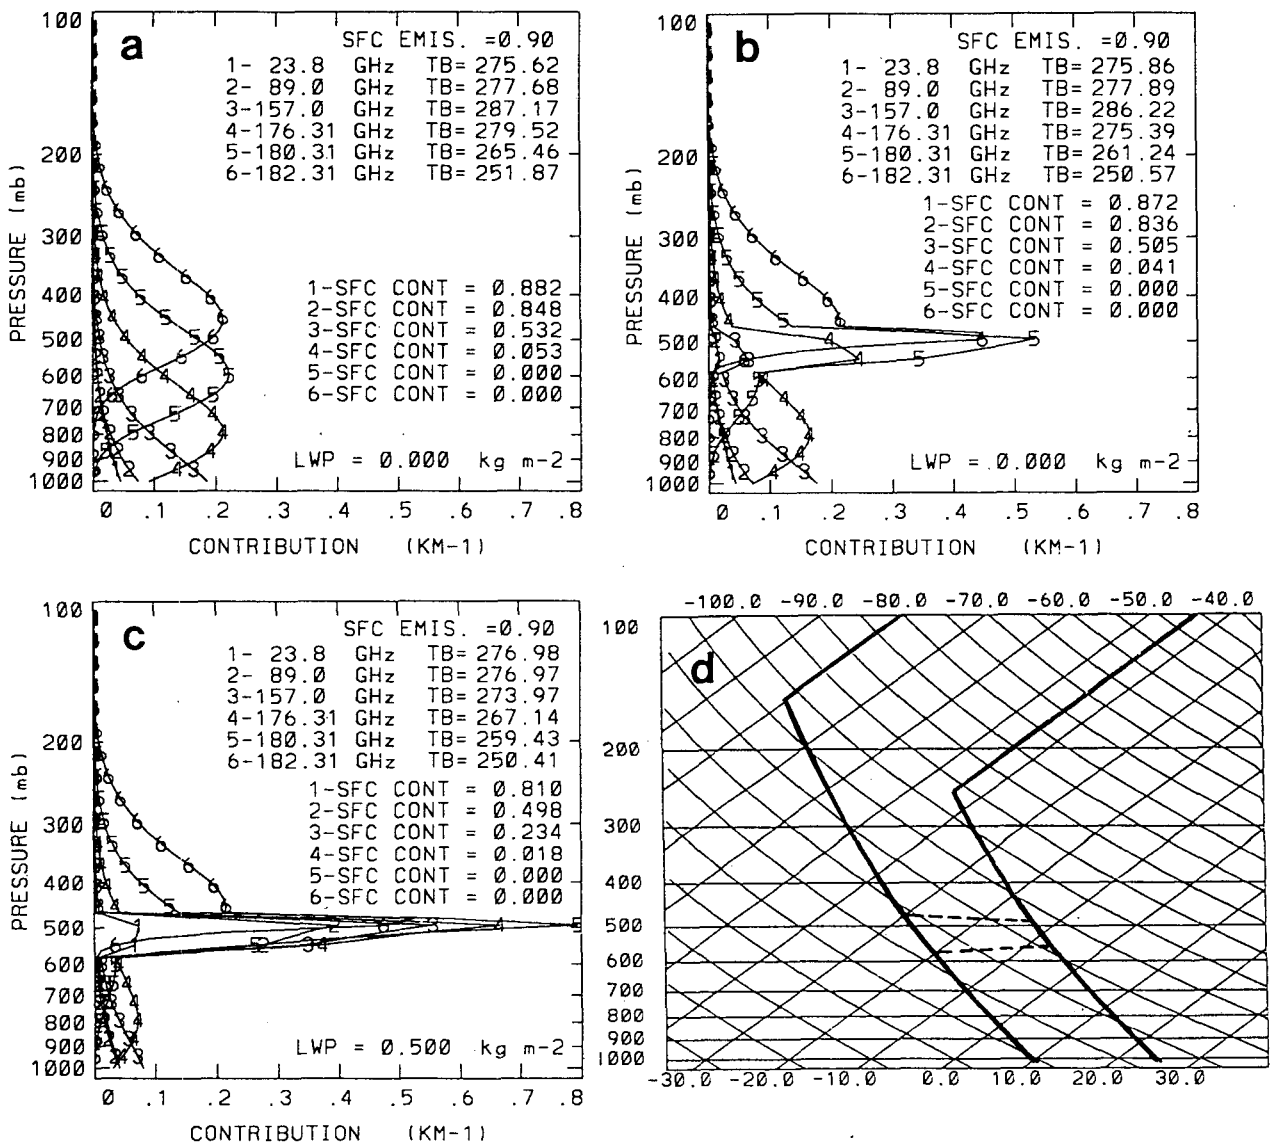 a
SFC EMIS. =0.90
1- 23.8 GHz TB= 275.62
2- 89.0 GHz TB= 277.68
3-157.0 GHz TB= 287.17
4-176.31 GHz TB= 279.52
5-180.31 GHz TB= 265.46
6-182.31 GHz TB= 251.87
1-SFC CONT = 0.882
2-SFC CONT = 0.848
3-SFC CONT = 0.532
4-SFC CONT = 0.053
5-SFC CONT = 0.000
6-SFC CONT = 0.000
LWP = 0.000 kg m-2
PRESSURE (mb)
100
200
300
400
500
600
700
800
900
1000
0 .1 .2 .3 .4 .5 .6 .7 .8
CONTRIBUTION (KM-1)
b
SFC EMIS. =0.90
1- 23.8 GHz TB= 275.86
2- 89.0 GHz TB= 277.89
3-157.0 GHz TB= 286.22
4-176.31 GHz TB= 275.39
5-180.31 GHz TB= 261.24
6-182.31 GHz TB= 250.57
1-SFC CONT = 0.872
2-SFC CONT = 0.836
3-SFC CONT = 0.505
4-SFC CONT = 0.041
5-SFC CONT = 0.000
6-SFC CONT = 0.000
LWP = 0.000 kg m-2
PRESSURE (mb)
100
200
300
400
500
600
700
800
900
1000
0 .1 .2 .3 .4 .5 .6 .7 .8
CONTRIBUTION (KM-1)
c
SFC EMIS. =0.90
1- 23.8 GHz TB= 276.98
2- 89.0 GHz TB= 276.97
3-157.0 GHz TB= 273.97
4-176.31 GHz TB= 267.14
5-180.31 GHz TB= 259.43
6-182.31 GHz TB= 250.41
1-SFC CONT = 0.810
2-SFC CONT = 0.498
3-SFC CONT = 0.234
4-SFC CONT = 0.018
5-SFC CONT = 0.000
6-SFC CONT = 0.000
LWP = 0.500 kg m-2
PRESSURE (mb)
100
200
300
400
500
600
700
800
900
1000
0 .1 .2 .3 .4 .5 .6 .7 .8
CONTRIBUTION (KM-1)
-100.0 -90.0 -80.0 -70.0 -60.0 -50.0 -40.0
d
100
200
300
400
500
600
700
800
900
1000
-30.0 -20.0 -10.0 0.0 10.0 20.0 30.0